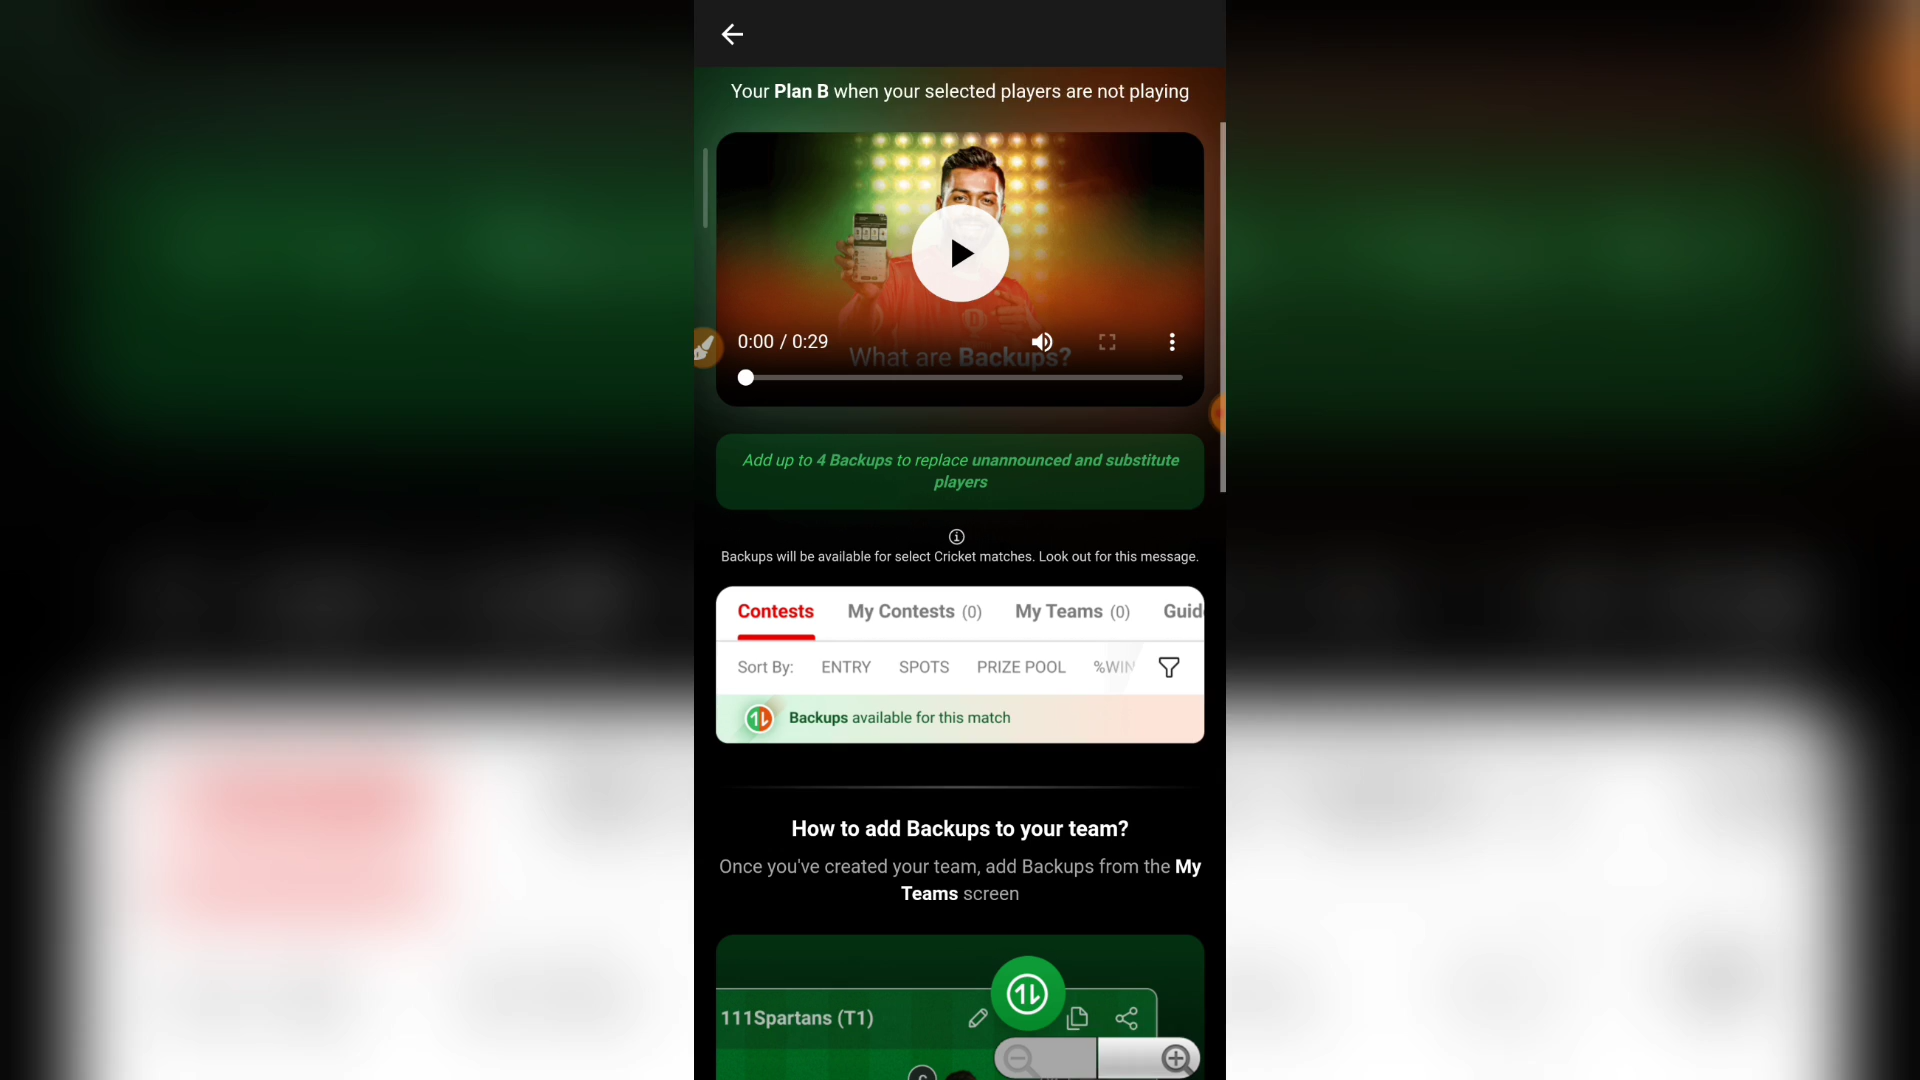 Your Plan B when your selected players are not playing
0:00 / 0:29
What are Backups?
Add up to 4 Backups to replace unannounced and substitute
players
Backups will be available for select Cricket matches. Look out for this message.
Contests My Contests (0) My Teams (0) Guid
Sort By: ENTRY SPOTS PRIZE POOL %WIN
Backups available for this match
How to add Backups to your team?
Once you've created your team, add Backups from the My
Teams screen
111Spartans (T1)